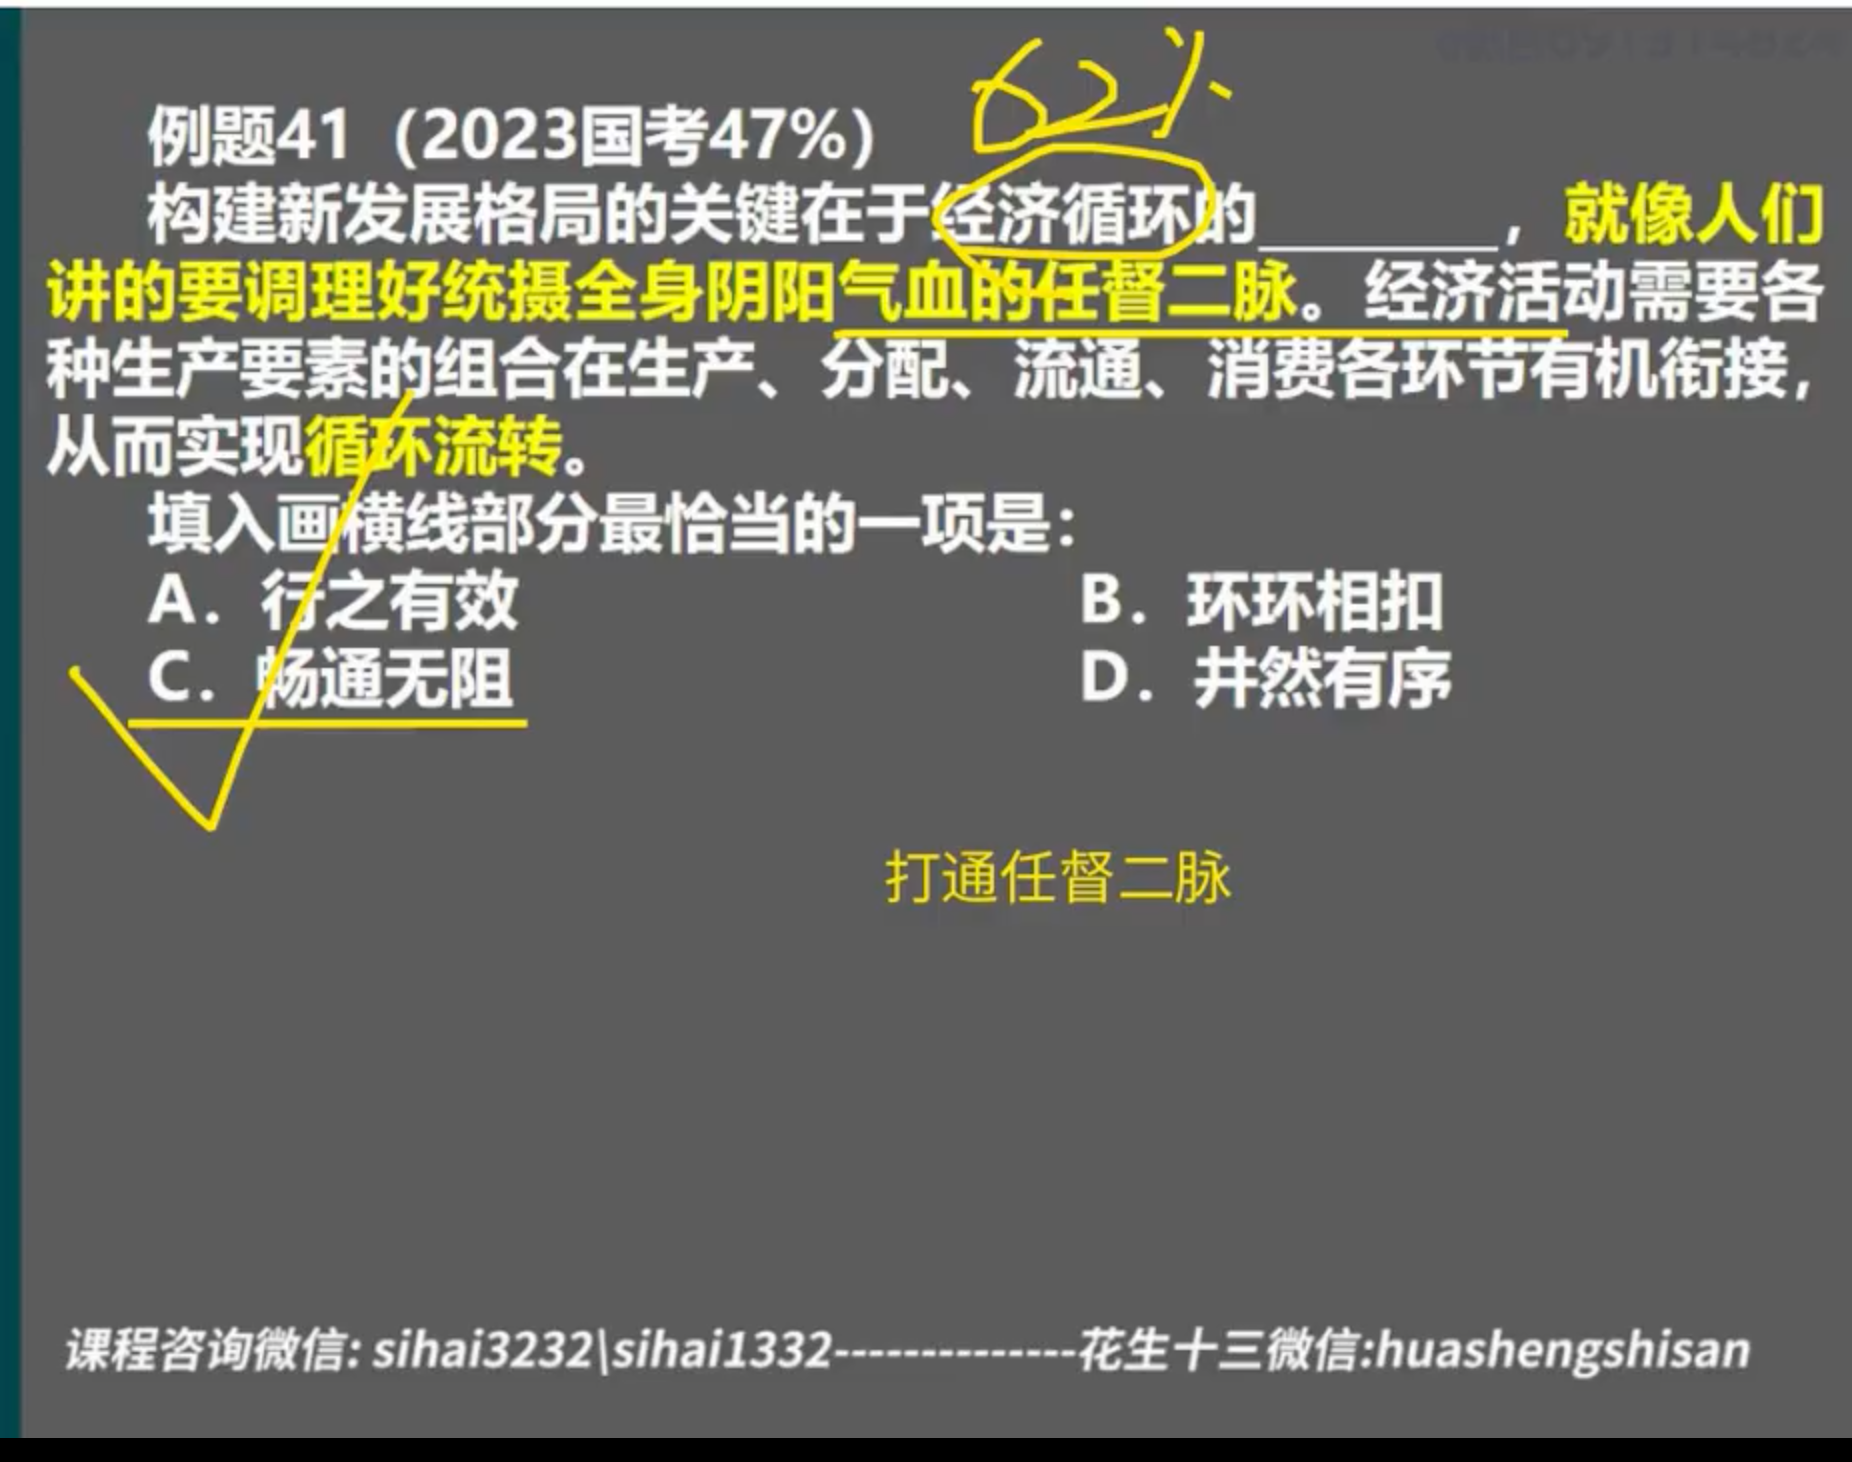 62%
例题41（2023国考47%）
构建新发展格局的关键在于经济循环的________，就像人们
讲的要调理好统摄全身阴阳气血的任督二脉。经济活动需要各
种生产要素的组合在生产、分配、流通、消费各环节有机衔接，
从而实现循环流转。
填入画横线部分最恰当的一项是：
A．行之有效 B．环环相扣
C．畅通无阻 D．井然有序
打通任督二脉
课程咨询微信: sihai3232\sihai1332--------------花生十三微信:huashengshisan